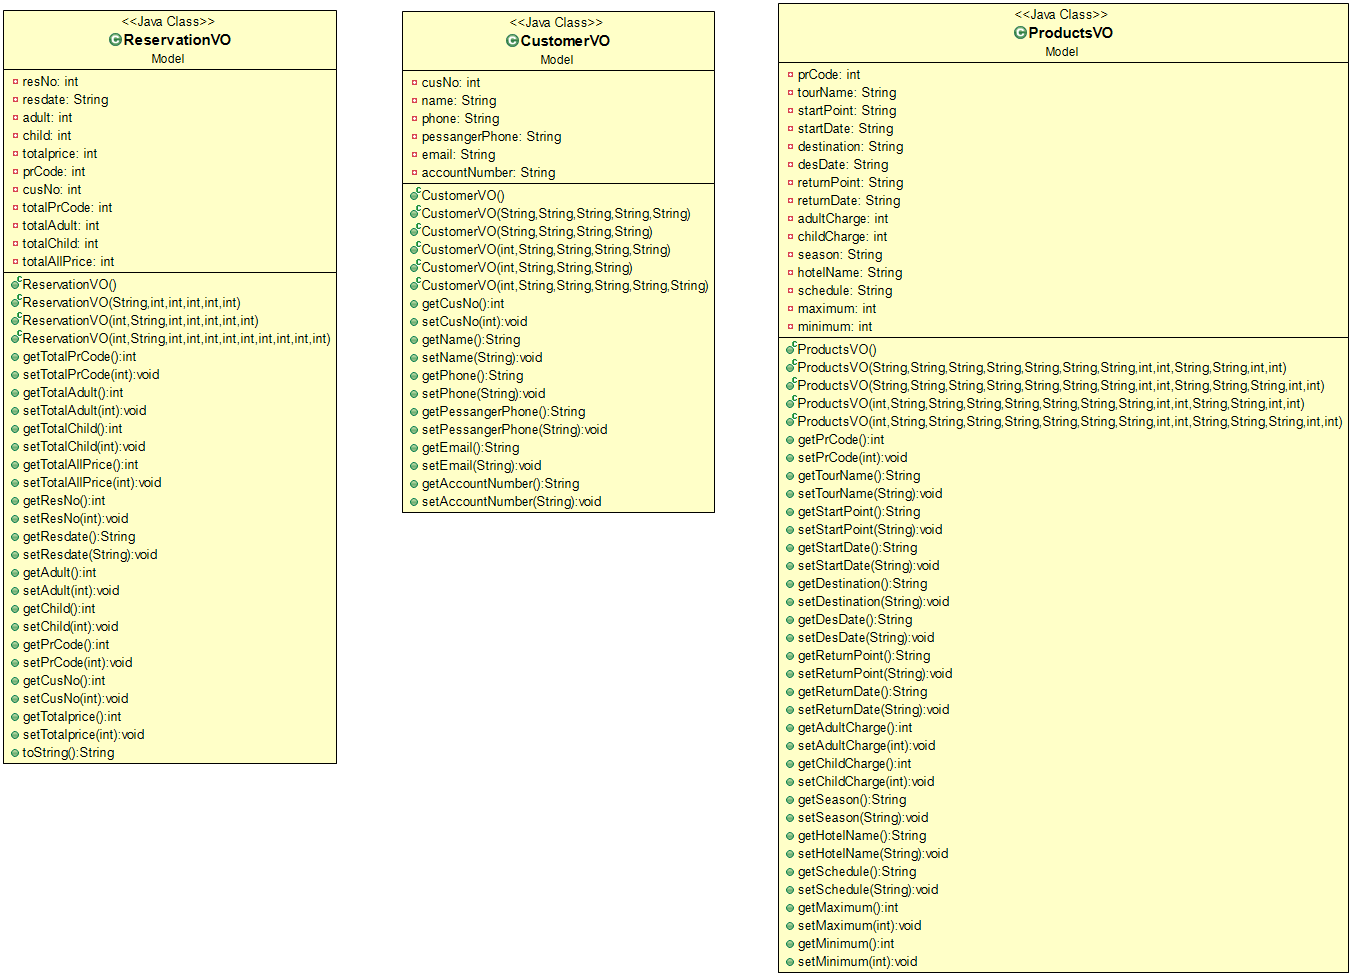 <<Java Class>>
ReservationVO
Model
resNo: int
resdate: String
adult: int
child: int
totalprice: int
prCode: int
cusNo: int
totalPrCode: int
totalAdult: int
totalChild: int
totalAllPrice: int
ReservationVO()
ReservationVO(String,int,int,int,int,int)
ReservationVO(int,String,int,int,int,int,int)
ReservationVO(int,String,int,int,int,int,int,int,int,int,int)
getTotalPrCode():int
setTotalPrCode(int):void
getTotalAdult():int
setTotalAdult(int):void
getTotalChild():int
setTotalChild(int):void
getTotalAllPrice():int
setTotalAllPrice(int):void
getResNo():int
setResNo(int):void
getResdate():String
setResdate(String):void
getAdult():int
setAdult(int):void
getChild():int
setChild(int):void
getPrCode():int
setPrCode(int):void
getCusNo():int
setCusNo(int):void
getTotalprice():int
setTotalprice(int):void
toString():String
<<Java Class>>
CustomerVO
Model
cusNo: int
name: String
phone: String
pessangerPhone: String
email: String
accountNumber: String
CustomerVO()
CustomerVO(String,String,String,String,String)
CustomerVO(String,String,String,String)
CustomerVO(int,String,String,String,String)
CustomerVO(int,String,String,String)
CustomerVO(int,String,String,String,String,String)
getCusNo():int
setCusNo(int):void
getName():String
setName(String):void
getPhone():String
setPhone(String):void
getPessangerPhone():String
setPessangerPhone(String):void
getEmail():String
setEmail(String):void
getAccountNumber():String
setAccountNumber(String):void
<<Java Class>>
ProductsVO
Model
prCode: int
tourName: String
startPoint: String
startDate: String
destination: String
desDate: String
returnPoint: String
returnDate: String
adultCharge: int
childCharge: int
season: String
hotelName: String
schedule: String
maximum: int
minimum: int
ProductsVO()
ProductsVO(String,String,String,String,String,String,String,int,int,String,String,int,int)
ProductsVO(String,String,String,String,String,String,String,int,int,String,String,String,int,int)
ProductsVO(int,String,String,String,String,String,String,String,int,int,String,String,int,int)
ProductsVO(int,String,String,String,String,String,String,String,int,int,String,String,String,int,int)
getPrCode():int
setPrCode(int):void
getTourName():String
setTourName(String):void
getStartPoint():String
setStartPoint(String):void
getStartDate():String
setStartDate(String):void
getDestination():String
setDestination(String):void
getDesDate():String
setDesDate(String):void
getReturnPoint():String
setReturnPoint(String):void
getReturnDate():String
setReturnDate(String):void
getAdultCharge():int
setAdultCharge(int):void
getChildCharge():int
setChildCharge(int):void
getSeason():String
setSeason(String):void
getHotelName():String
setHotelName(String):void
getSchedule():String
setSchedule(String):void
getMaximum():int
setMaximum(int):void
getMinimum():int
setMinimum(int):void